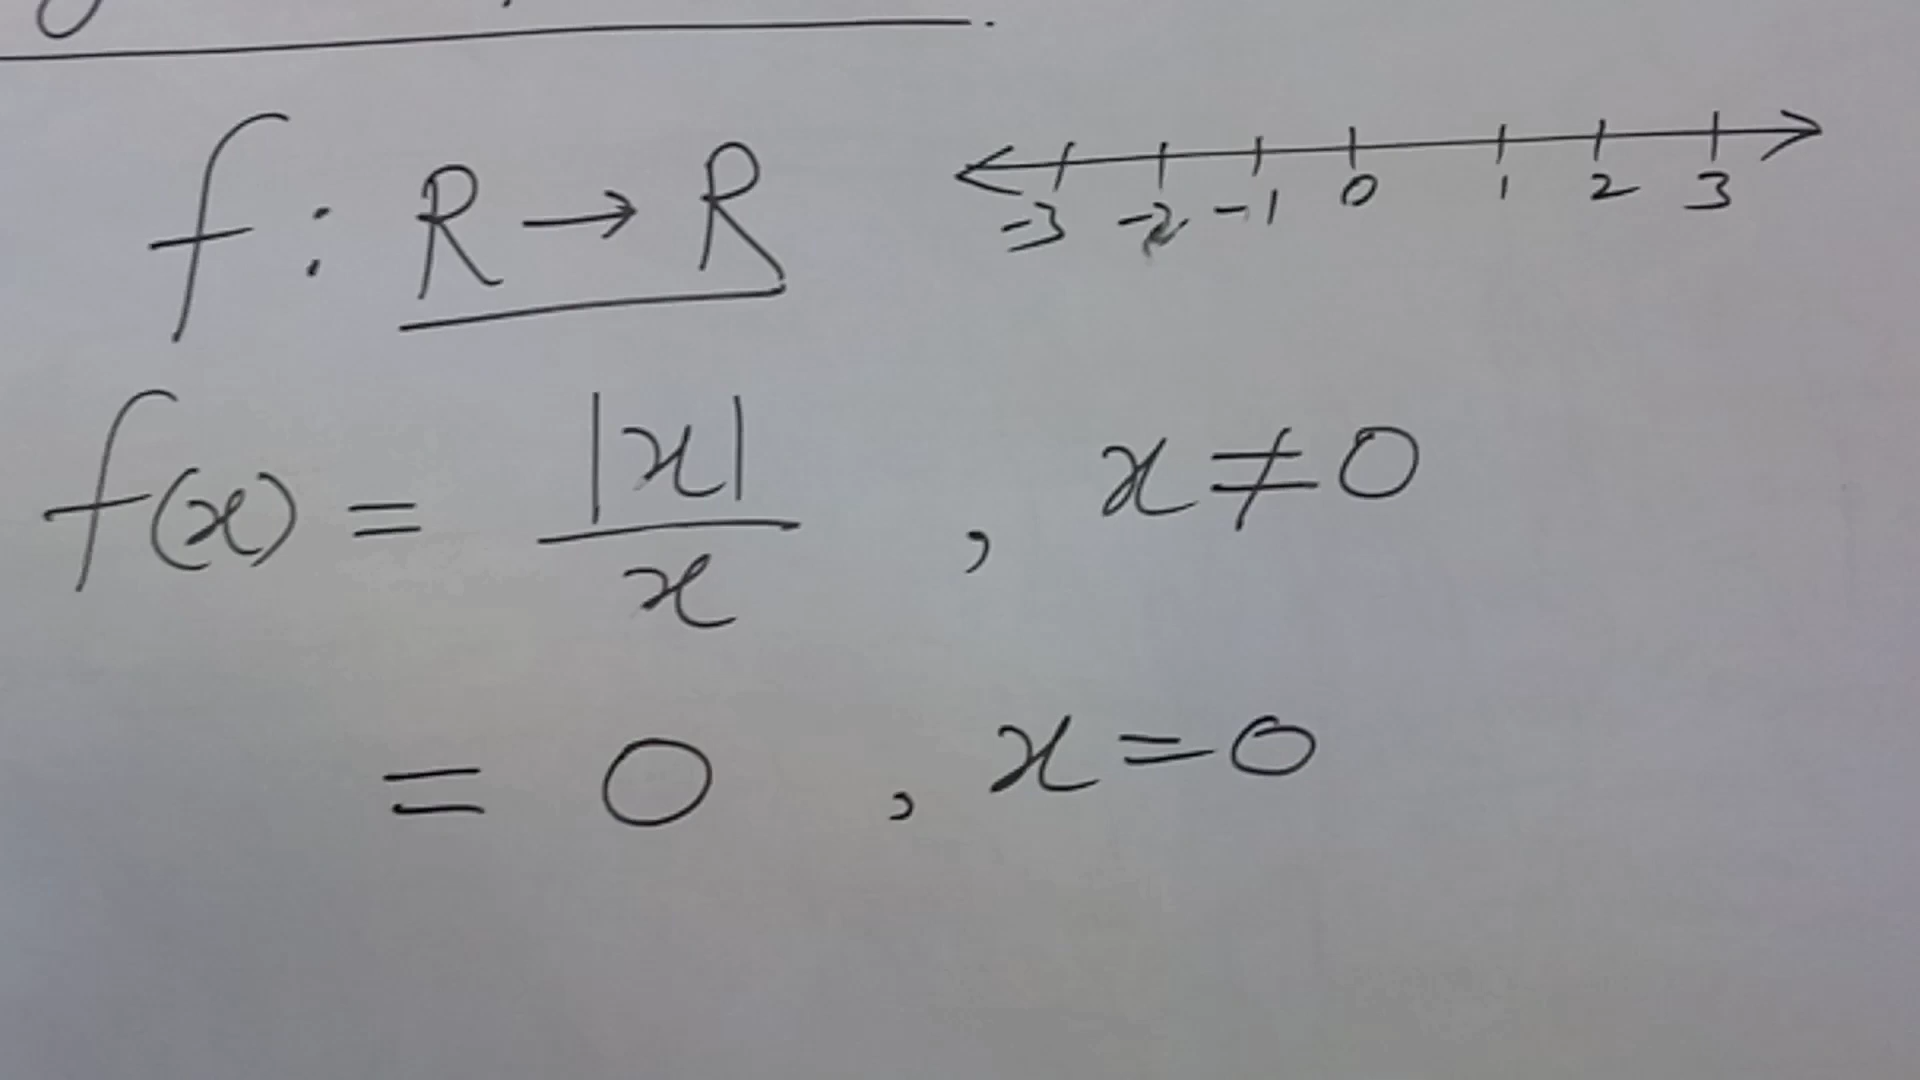 f : R → R
-3 -2 -1 0 1 2 3
f(x) = |x|/x , x ≠ 0
= 0 , x = 0